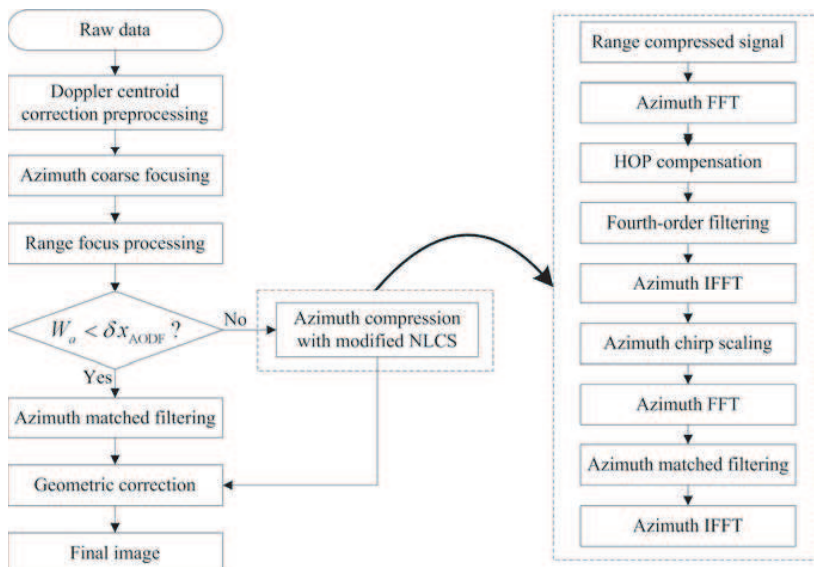 Raw data
Doppler centroid
correction preprocessing
Azimuth coarse focusing
Range focus processing
W_a < δx_AODF ?
No
Yes
Azimuth compression
with modified NLCS
Azimuth matched filtering
Geometric correction
Final image
Range compressed signal
Azimuth FFT
HOP compensation
Fourth-order filtering
Azimuth IFFT
Azimuth chirp scaling
Azimuth FFT
Azimuth matched filtering
Azimuth IFFT